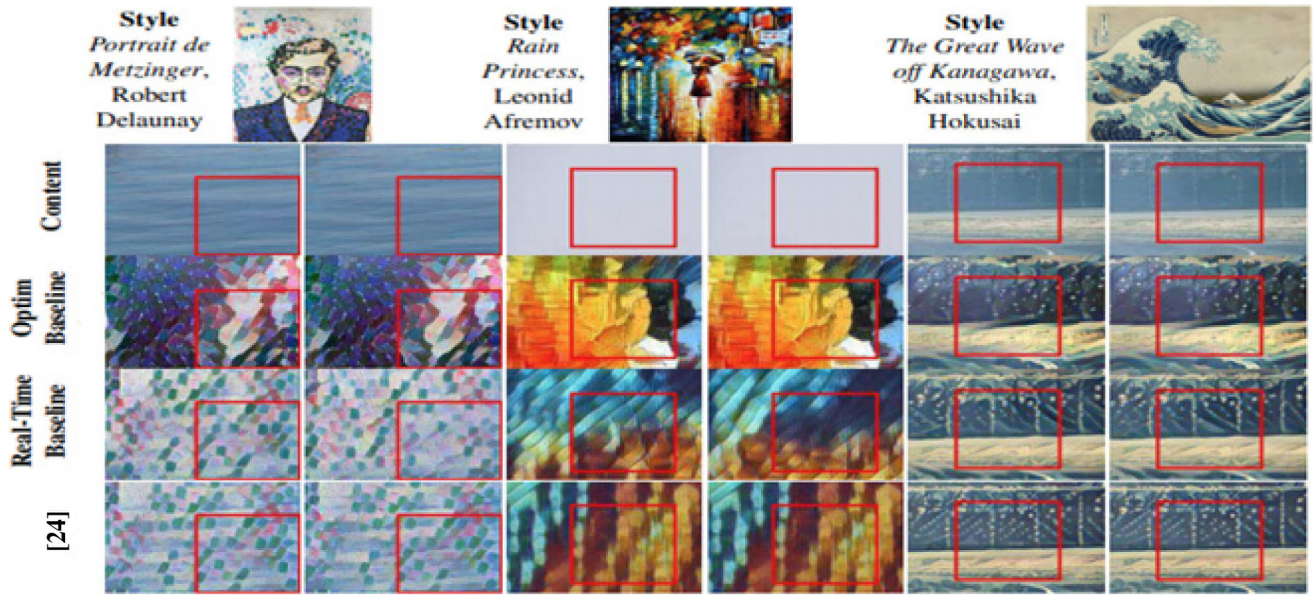 Style
Portrait de
Metzinger,
Robert
Delaunay
Style
Rain
Princess,
Leonid
Afremov
Style
The Great Wave
off Kanagawa,
Katsushika
Hokusai
Content
Optim
Baseline
Real-Time
Baseline
[24]